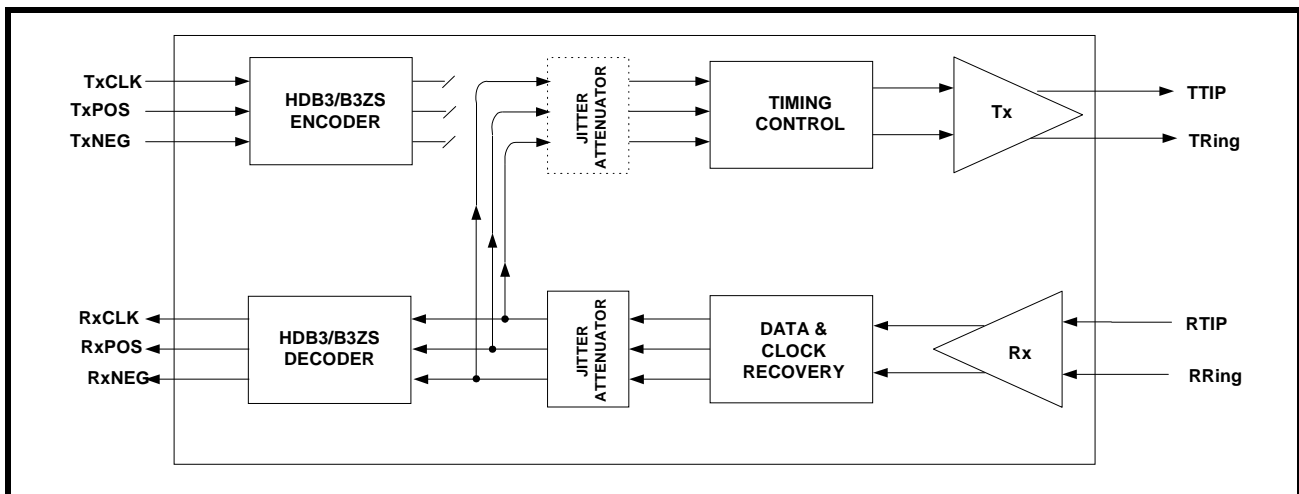 TxCLK
TxPOS
TxNEG
HDB3/B3ZS
ENCODER
JITTER
ATTENUATOR
TIMING
CONTROL
Tx
TTIP
TRing
RxCLK
RxPOS
RxNEG
HDB3/B3ZS
DECODER
JITTER
ATTENUATOR
DATA &
CLOCK
RECOVERY
Rx
RTIP
RRing